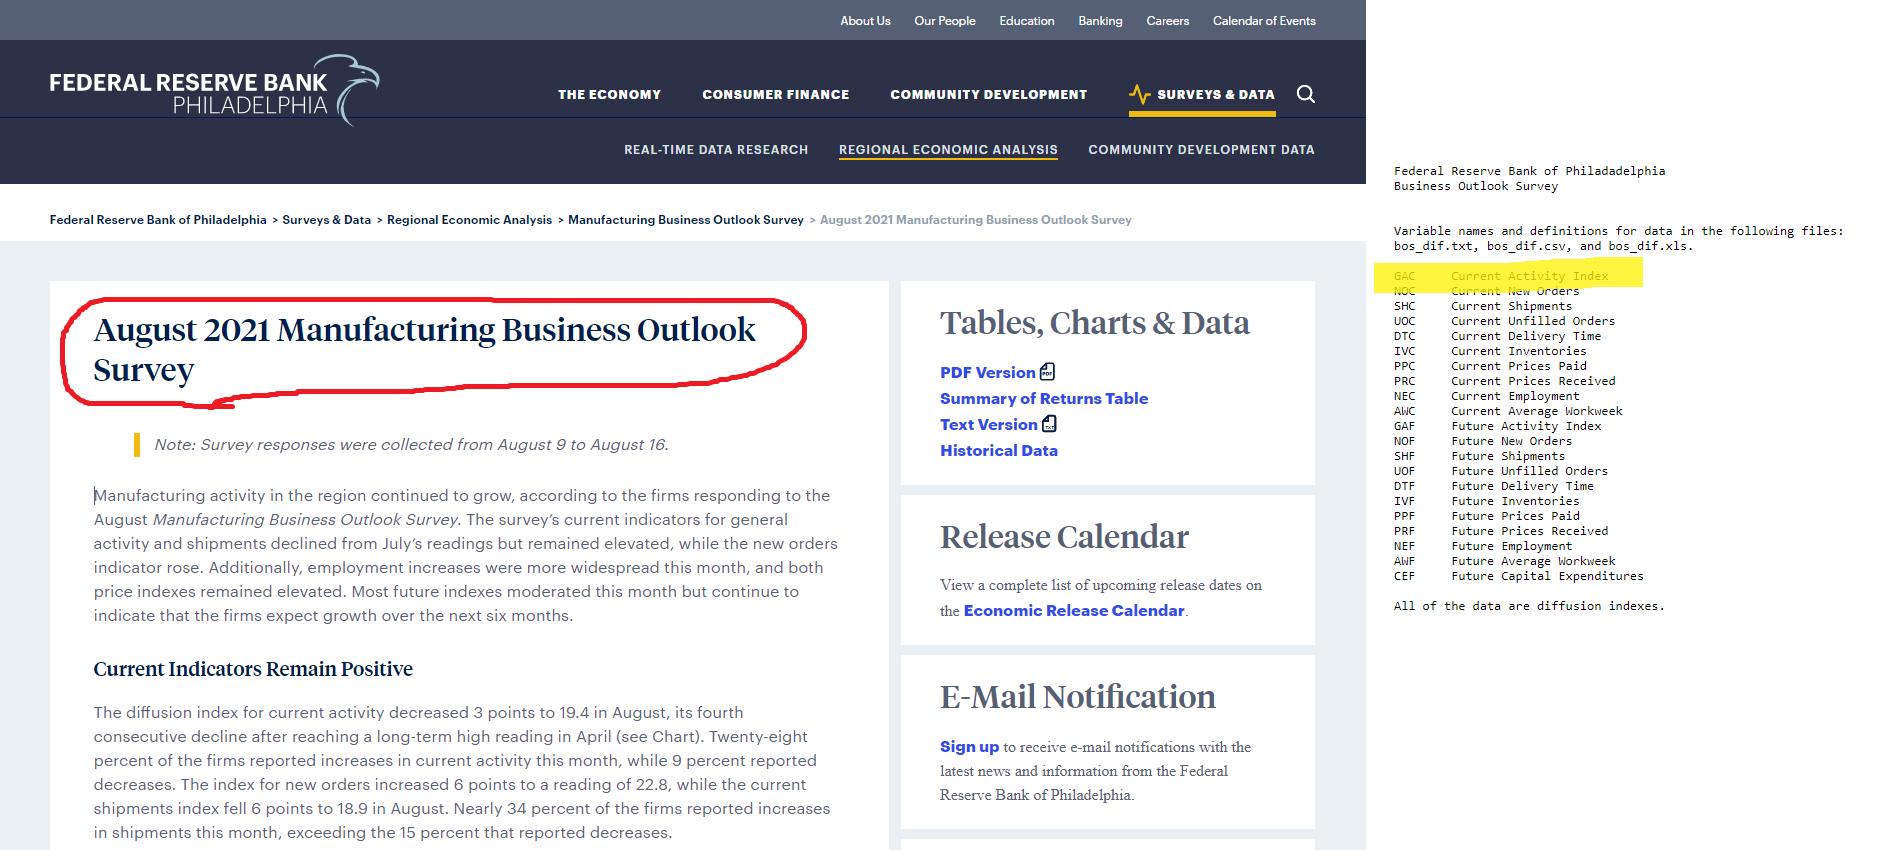 About Us Our People Education Banking Careers Calendar of Events
FEDERAL RESERVE BANK
PHILADELPHIA
THE ECONOMY CONSUMER FINANCE COMMUNITY DEVELOPMENT SURVEYS & DATA
REAL-TIME DATA RESEARCH REGIONAL ECONOMIC ANALYSIS COMMUNITY DEVELOPMENT DATA
Federal Reserve Bank of Philadelphia > Surveys & Data > Regional Economic Analysis > Manufacturing Business Outlook Survey > August 2021 Manufacturing Business Outlook Survey
August 2021 Manufacturing Business Outlook
Survey
Note: Survey responses were collected from August 9 to August 16.
Manufacturing activity in the region continued to grow, according to the firms responding to the
August Manufacturing Business Outlook Survey. The survey's current indicators for general
activity and shipments declined from July's readings but remained elevated, while the new orders
indicator rose. Additionally, employment increases were more widespread this month, and both
price indexes remained elevated. Most future indexes moderated this month but continue to
indicate that the firms expect growth over the next six months.
Current Indicators Remain Positive
The diffusion index for current activity decreased 3 points to 19.4 in August, its fourth
consecutive decline after reaching a long-term high reading in April (see Chart). Twenty-eight
percent of the firms reported increases in current activity this month, while 9 percent reported
decreases. The index for new orders increased 6 points to a reading of 22.8, while the current
shipments index fell 6 points to 18.9 in August. Nearly 34 percent of the firms reported increases
in shipments this month, exceeding the 15 percent that reported decreases.
Tables, Charts & Data
PDF Version
Summary of Returns Table
Text Version
Historical Data
Release Calendar
View a complete list of upcoming release dates on
the Economic Release Calendar.
E-Mail Notification
Sign up to receive e-mail notifications with the
latest news and information from the Federal
Reserve Bank of Philadelphia.
Federal Reserve Bank of Philadadelphia
Business Outlook Survey
Variable names and definitions for data in the following files:
bos_dif.txt, bos_dif.csv, and bos_dif.xls.
GAC Current Activity Index
NOC Current New Orders
SHC Current Shipments
UOC Current Unfilled Orders
DTC Current Delivery Time
IVC Current Inventories
PPC Current Prices Paid
PRC Current Prices Received
NEC Current Employment
AWC Current Average Workweek
GAF Future Activity Index
NOF Future New Orders
SHF Future Shipments
UOF Future Unfilled Orders
DTF Future Delivery Time
IVF Future Inventories
PPF Future Prices Paid
PRF Future Prices Received
NEF Future Employment
AWF Future Average Workweek
CEF Future Capital Expenditures
All of the data are diffusion indexes.